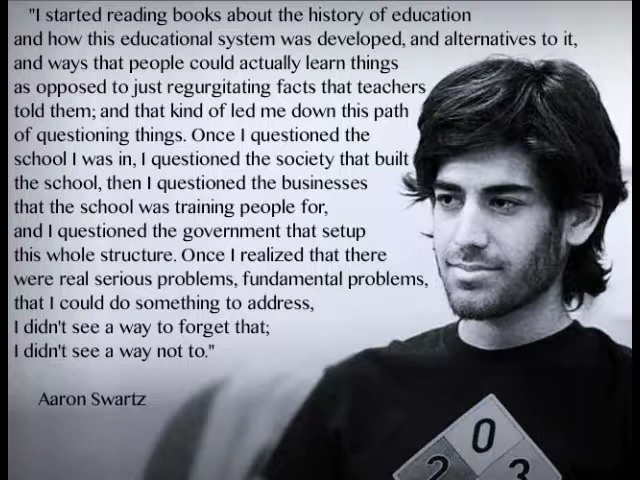 "I started reading books about the history of education
and how this educational system was developed, and alternatives to it,
and ways that people could actually learn things
as opposed to just regurgitating facts that teachers
told them; and that kind of led me down this path
of questioning things. Once I questioned the
school I was in, I questioned the society that built
the school, then I questioned the businesses
that the school was training people for,
and I questioned the government that setup
this whole structure. Once I realized that there
were real serious problems, fundamental problems,
that I could do something to address,
I didn't see a way to forget that;
I didn't see a way not to."
Aaron Swartz
0
2 3